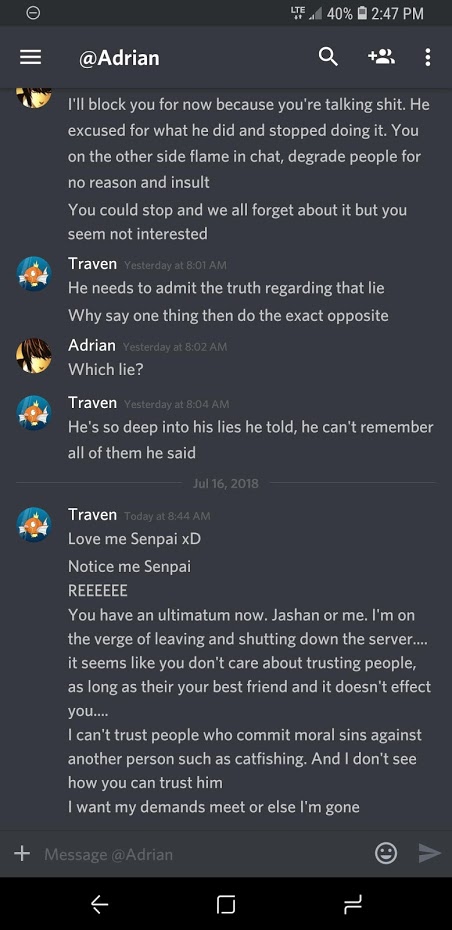 LTE 40% 2:47 PM
@Adrian
I'll block you for now because you're talking shit. He
excused for what he did and stopped doing it. You
on the other side flame in chat, degrade people for
no reason and insult
You could stop and we all forget about it but you
seem not interested
Traven Yesterday at 8:01 AM
He needs to admit the truth regarding that lie
Why say one thing then do the exact opposite
Adrian Yesterday at 8:02 AM
Which lie?
Traven Yesterday at 8:04 AM
He's so deep into his lies he told, he can't remember
all of them he said
Jul 16, 2018
Traven Today at 8:44 AM
Love me Senpai xD
Notice me Senpai
REEEEEE
You have an ultimatum now. Jashan or me. I'm on
the verge of leaving and shutting down the server....
it seems like you don't care about trusting people,
as long as their your best friend and it doesn't effect
you....
I can't trust people who commit moral sins against
another person such as catfishing. And I don't see
how you can trust him
I want my demands meet or else I'm gone
Message @Adrian